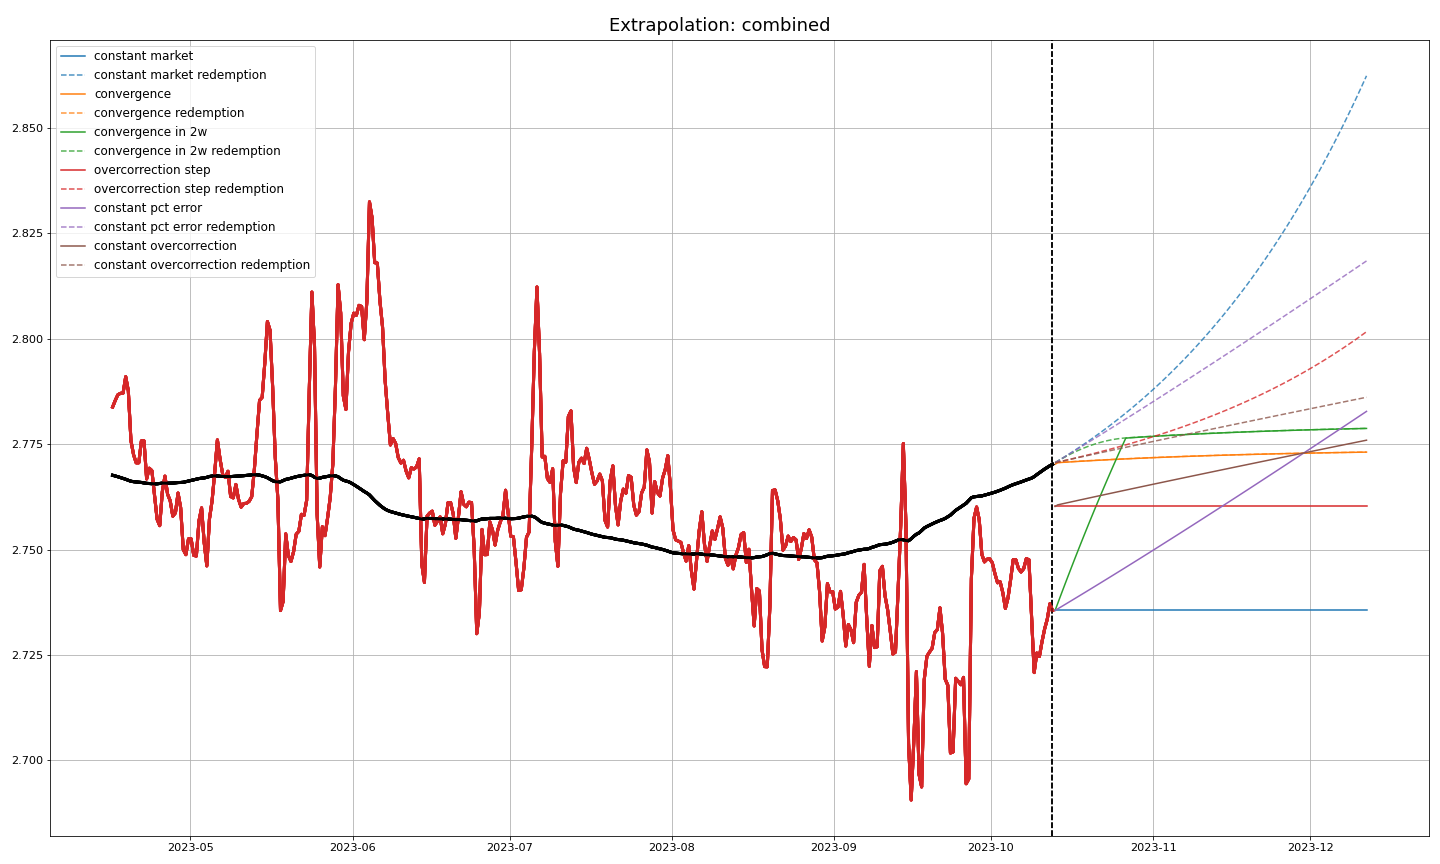 Extrapolation: combined
constant market
constant market redemption
convergence
convergence redemption
convergence in 2w
convergence in 2w redemption
overcorrection step
overcorrection step redemption
constant pct error
constant pct error redemption
constant overcorrection
constant overcorrection redemption
2.850
2.825
2.800
2.775
2.750
2.725
2.700
2023-05
2023-06
2023-07
2023-08
2023-09
2023-10
2023-11
2023-12